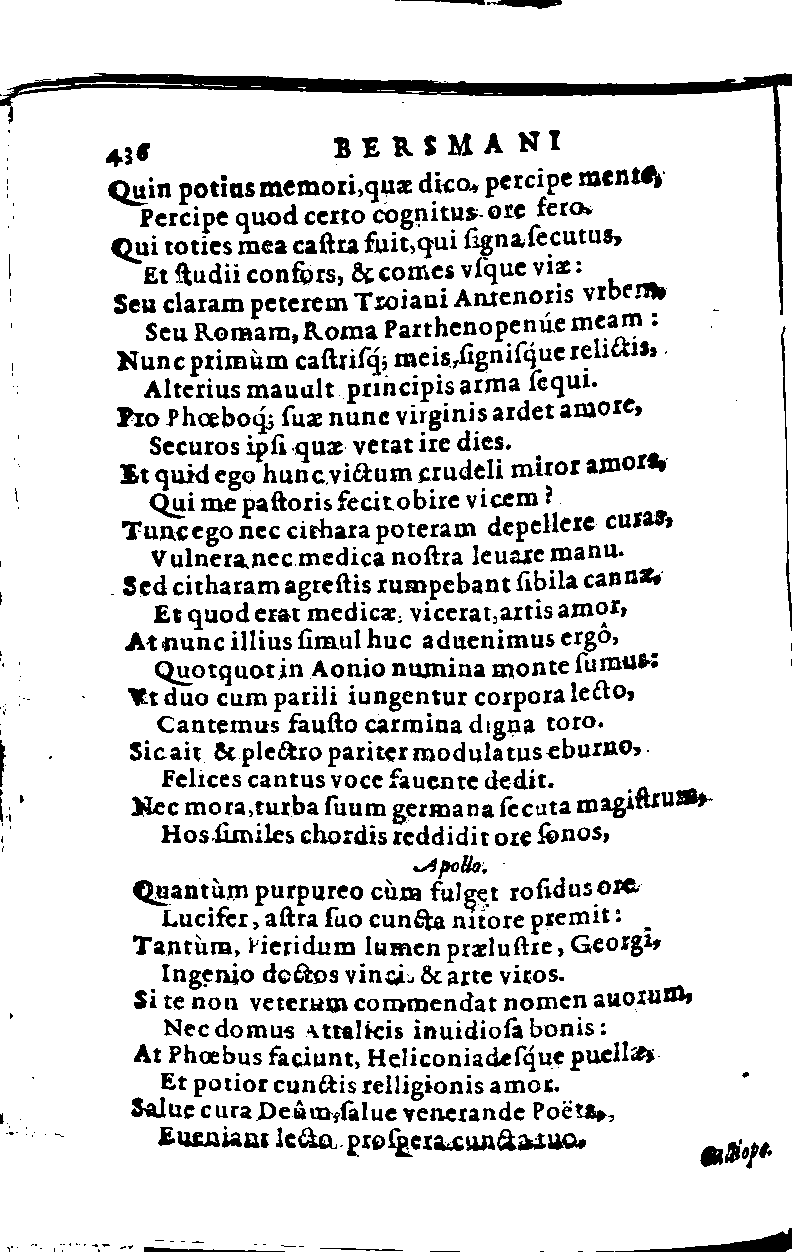 436 BERSMANI
Quin potius memori, quæ dico, percipe mente,
Percipe quod certo cognitus ore fero.
Qui toties mea caſtra fuit, qui ſigna ſecutus,
Et ſtudii conſors, & comes vſque viæ:
Seu claram peterem Troiani Antenoris vrbem,
Seu Romam, Roma Parthenopenúe meam:
Nunc primùm caſtriſq́; meis, ſigniſq́ue relictis,
Alterius mauult principis arma ſequi.
Pro Phœboq́; ſuæ nunc virginis ardet amore,
Securos ipſi quæ vetat ire dies.
Et quid ego hunc victum crudeli miror amore,
Qui me paſtoris fecit obire vicem?
Tunc ego nec cithara poteram depellere curas,
Vulnera nec medica noſtra leuare manu.
Sed citharam agreſtis rumpebant ſibila cannæ,
Et quod erat medicæ, vicerat, artis amor,
At nunc illius ſimul huc aduenimus ergô,
Quotquot in Aonio numina monte ſumus:
Vt duo cum parili iungentur corpora lecto,
Cantemus fauſto carmina digna toro.
Sic ait & plectro pariter modulatus eburno,
Felices cantus voce fauente dedit.
Nec mora, turba ſuum germana ſecuta magiſtrum,
Hos ſimiles chordis reddidit ore ſonos,
Apollo.
Quantùm purpureo cùm fulget roſidus ore
Lucifer, aſtra ſuo cuncta nitore premit:
Tantùm, Pieridum lumen præluſtre, Georgi,
Ingenio doctos vincis & arte viros.
Si te non veterum commendat nomen auorum,
Nec domus Attalicis inuidioſa bonis:
At Phœbus faciunt, Heliconiadeſq́ue puellæ,
Et potior cunctis relligionis amor.
Salue cura Deûm, ſalue venerande Poëta,
Eueniant lecto proſpera cuncta tuo.
Calliope.